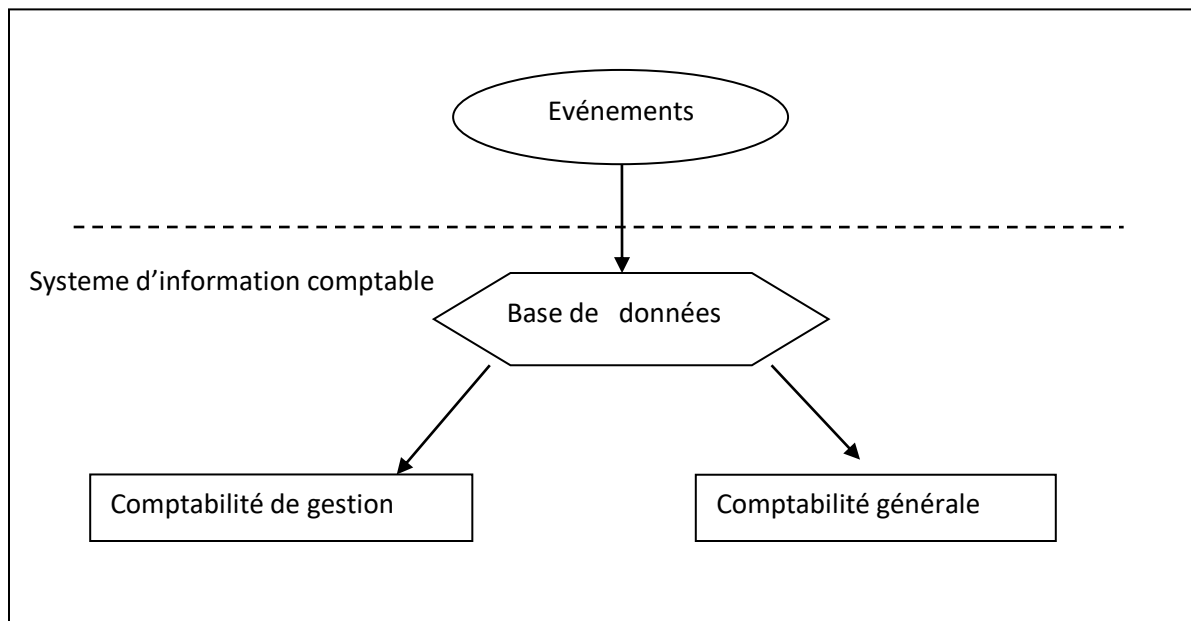 Evénements
Systeme d’information comptable
Base de données
Comptabilité de gestion
Comptabilité générale